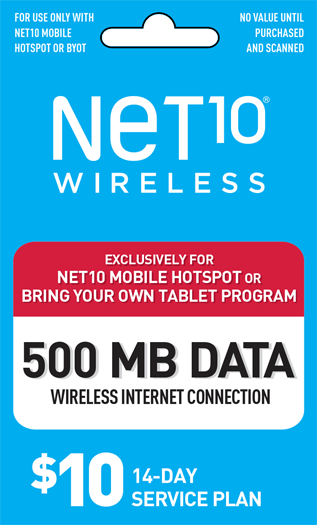 FOR USE ONLY WITH
NET10 MOBILE
HOTSPOT OR BYOT
NO VALUE UNTIL
PURCHASED
AND SCANNED
NeT10®
WIRELESS
EXCLUSIVELY FOR
NET10 MOBILE HOTSPOT OR
BRING YOUR OWN TABLET PROGRAM
500 MB DATA
WIRELESS INTERNET CONNECTION
$10
14-DAY
SERVICE PLAN